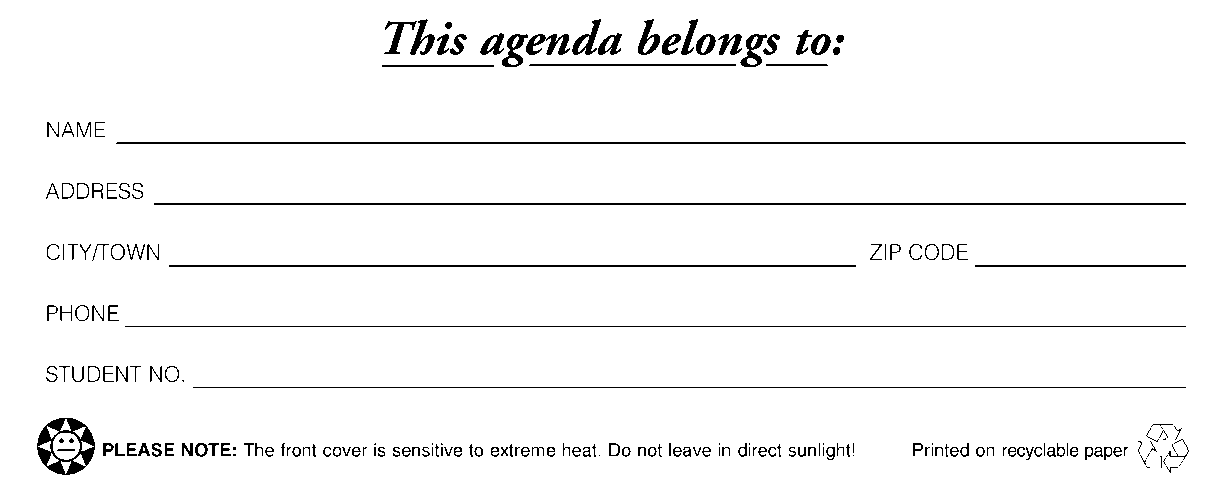 This agenda belongs to:
NAME
ADDRESS
CITY/TOWN ZIP CODE
PHONE
STUDENT NO.
PLEASE NOTE: The front cover is sensitive to extreme heat. Do not leave in direct sunlight! Printed on recyclable paper